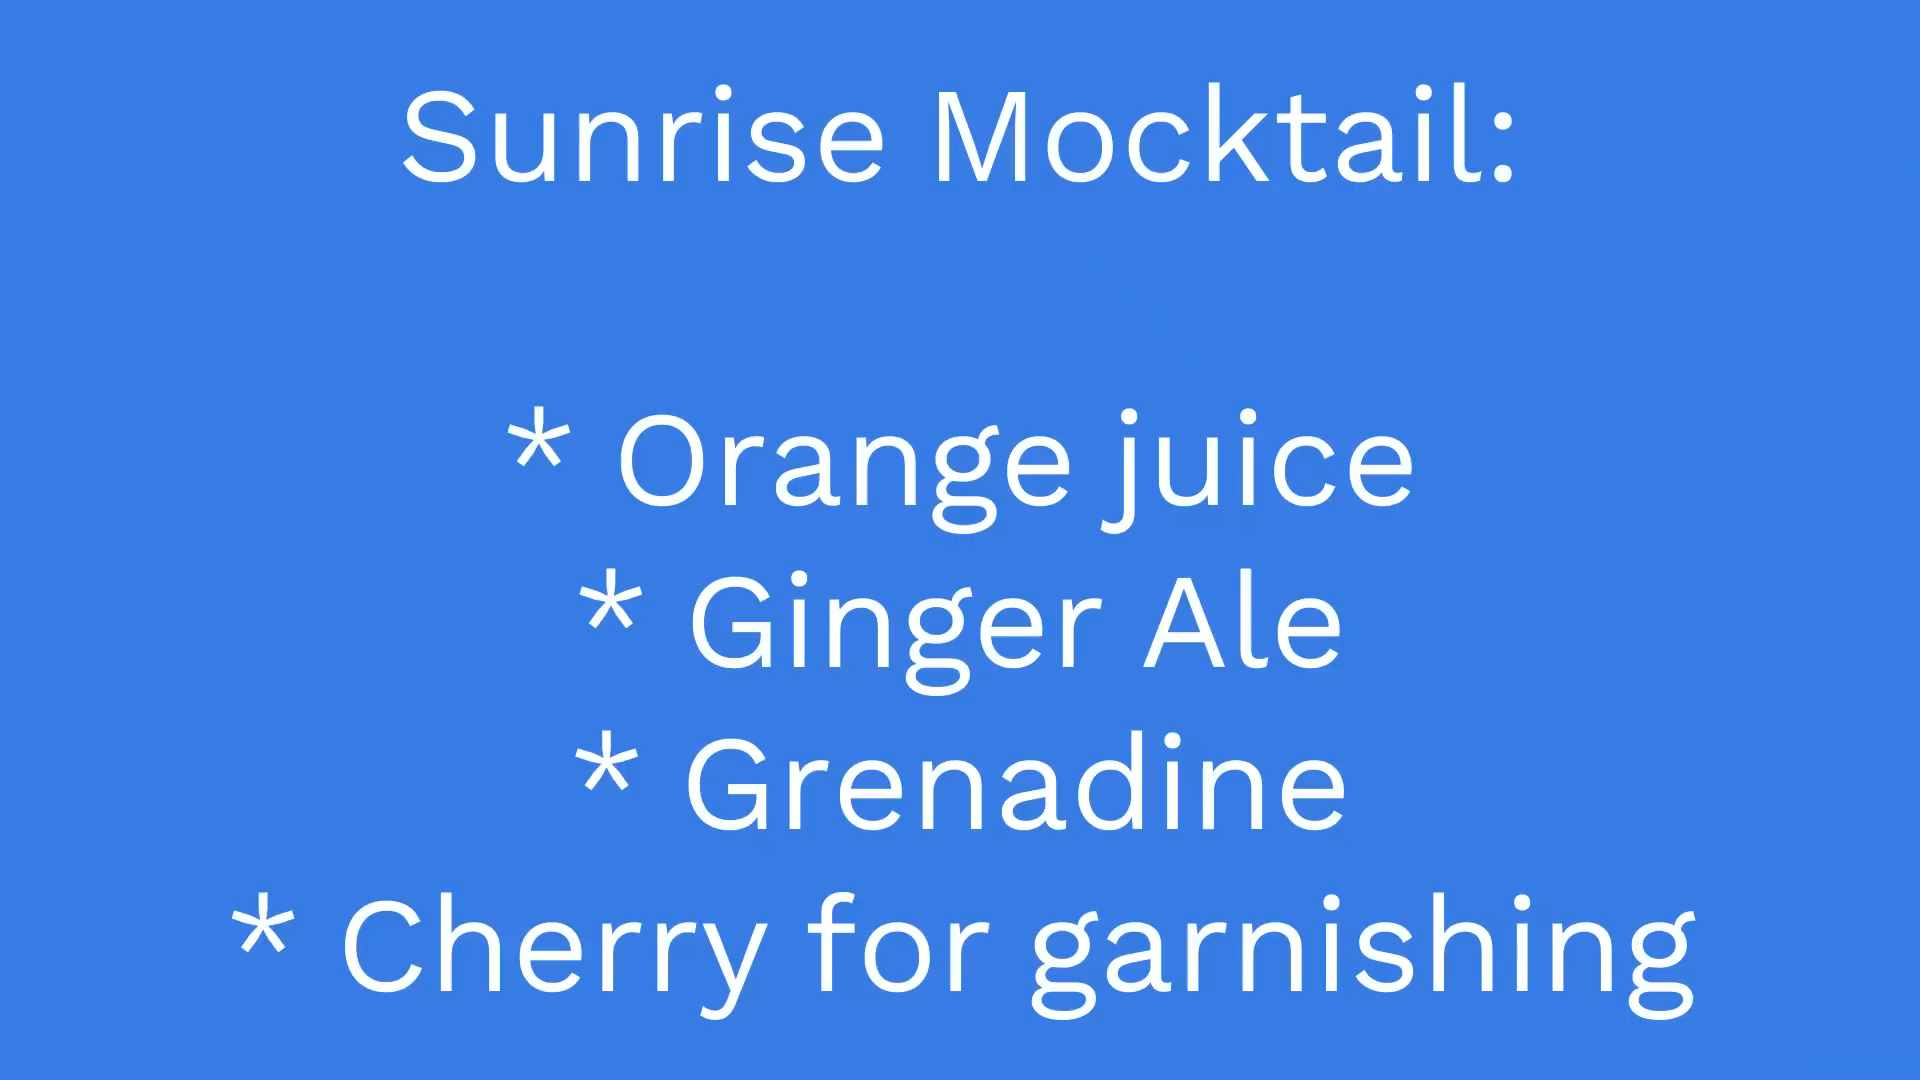 Sunrise Mocktail:
* Orange juice
* Ginger Ale
* Grenadine
* Cherry for garnishing